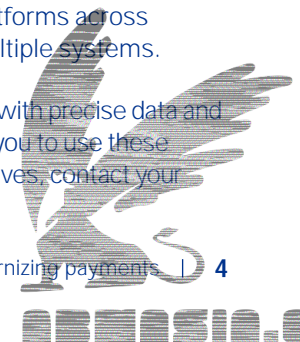 tforms across
ltiple systems.
with precise data and
you to use these
ves, contact your
rnizing payments | 4